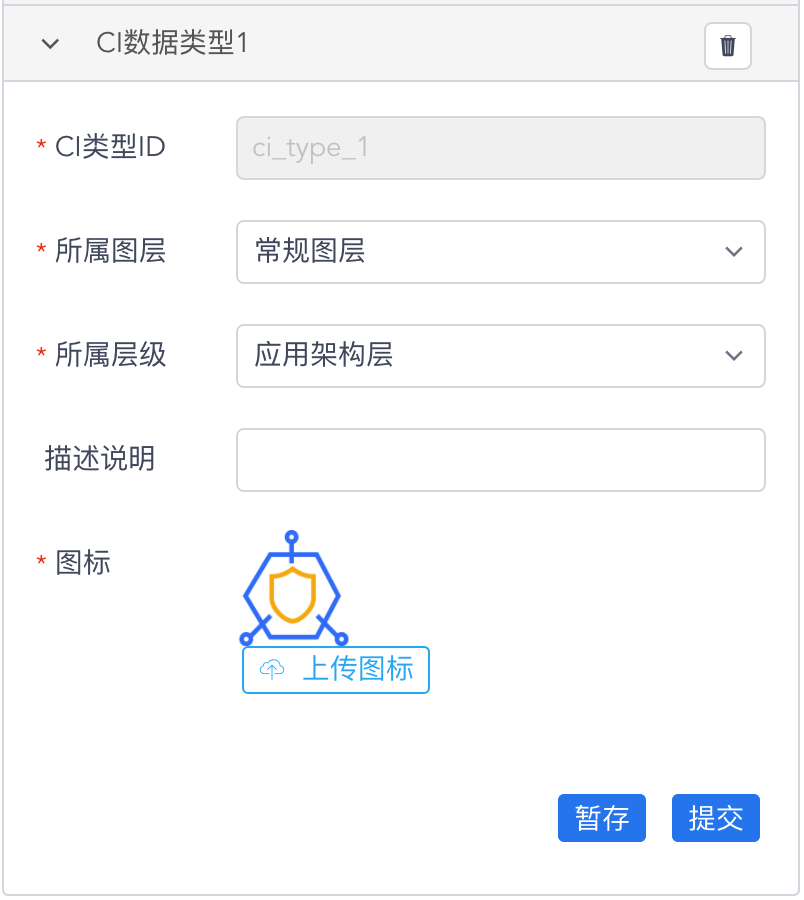 CI数据类型1
* CI类型ID
ci_type_1
* 所属图层
常规图层
* 所属层级
应用架构层
描述说明
* 图标
上传图标
暂存
提交